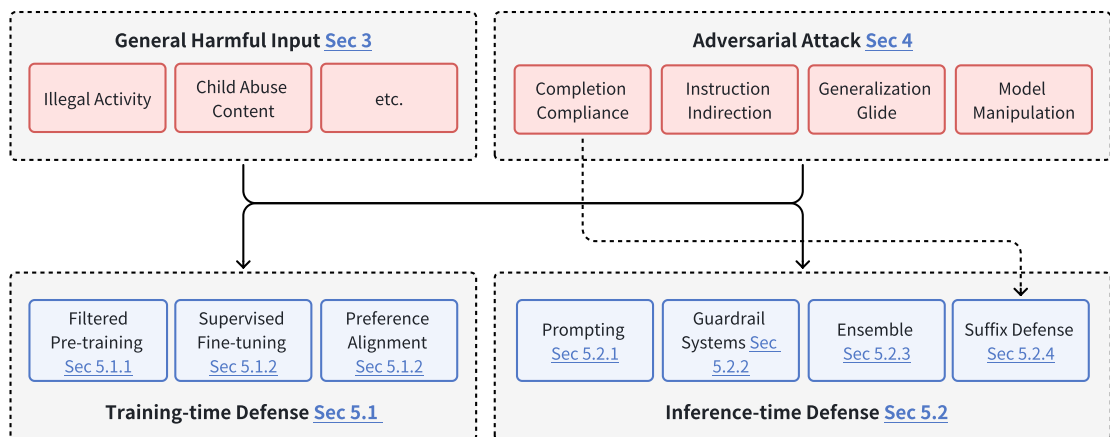 General Harmful Input Sec 3
Illegal Activity
Child Abuse
Content
etc.
Adversarial Attack Sec 4
Completion
Compliance
Instruction
Indirection
Generalization
Glide
Model
Manipulation
Filtered
Pre-training
Sec 5.1.1
Supervised
Fine-tuning
Sec 5.1.2
Preference
Alignment
Sec 5.1.2
Training-time Defense Sec 5.1
Prompting
Sec 5.2.1
Guardrail
Systems Sec
5.2.2
Ensemble
Sec 5.2.3
Suffix Defense
Sec 5.2.4
Inference-time Defense Sec 5.2